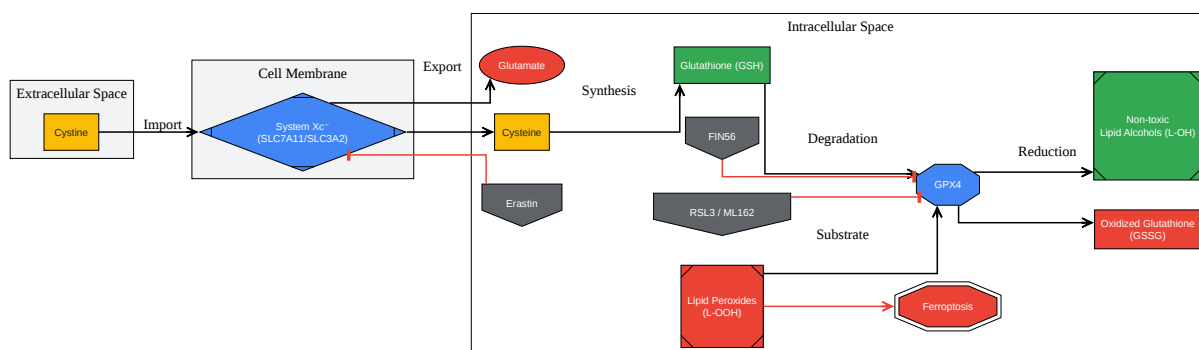 Intracellular Space
Extracellular Space
Cystine
Import
Cell Membrane
System Xc⁻
(SLC7A11/SLC3A2)
Export
Glutamate
Cysteine
Erastin
Synthesis
Glutathione (GSH)
FIN56
Degradation
RSL3 / ML162
Substrate
GPX4
Reduction
Non-toxic
Lipid Alcohols (L-OH)
Oxidized Glutathione
(GSSG)
Lipid Peroxides
(L-OOH)
Ferroptosis